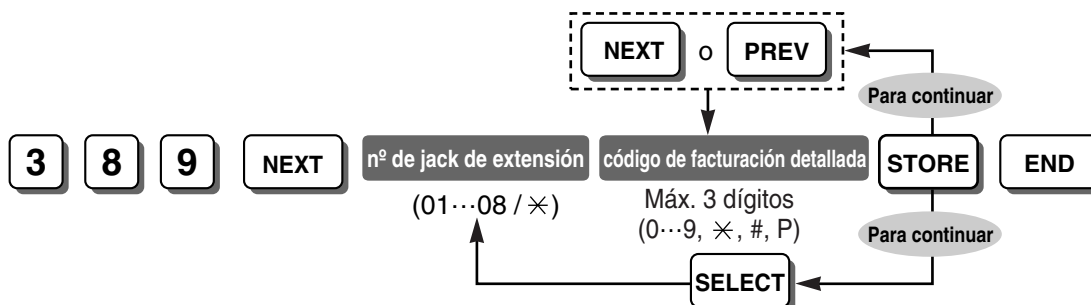 NEXT o PREV
Para continuar
3 8 9 NEXT nº de jack de extensión código de facturación detallada STORE END
(01···08 / ✳) Máx. 3 dígitos
(0···9, ✳, #, P)
Para continuar
SELECT